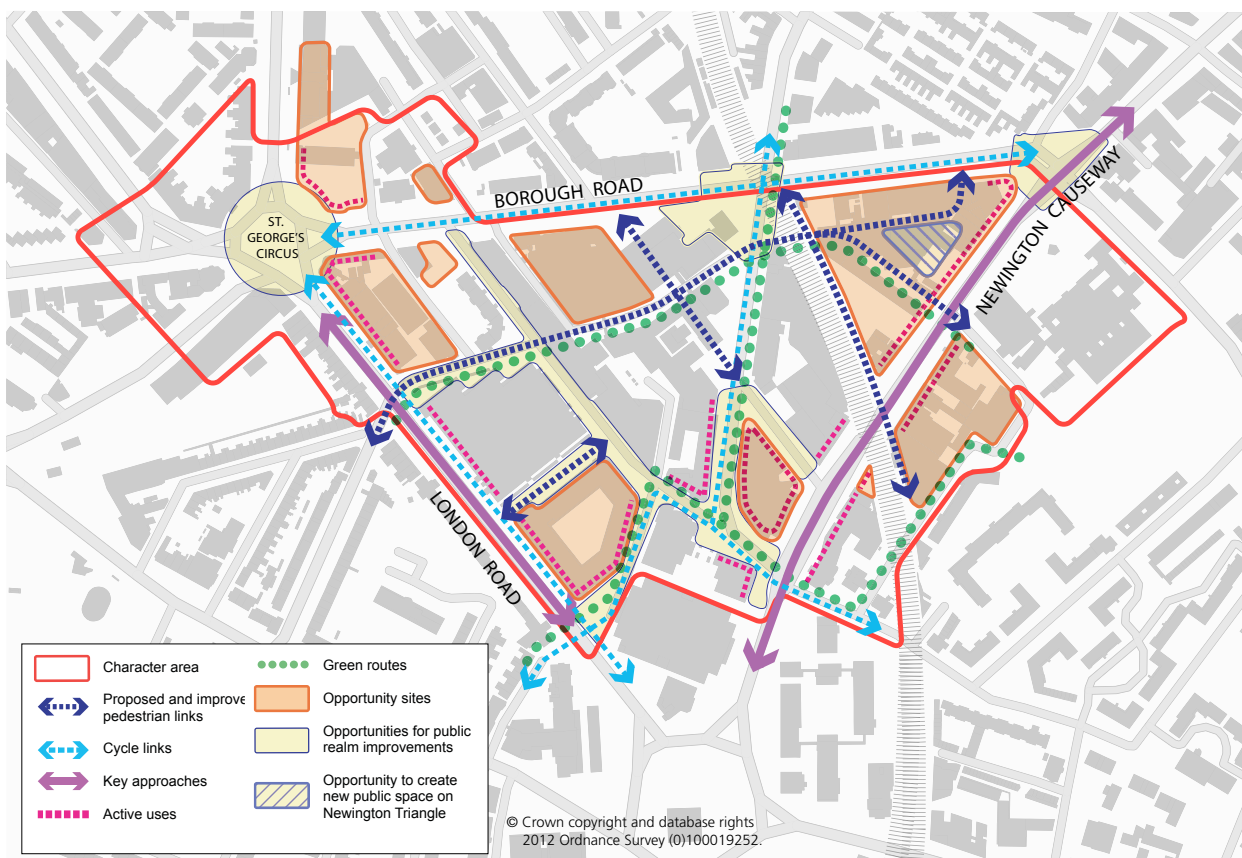 BOROUGH ROAD
ST.
GEORGE'S
CIRCUS
NEWINGTON CAUSEWAY
LONDON ROAD
Character area
Proposed and improve
pedestrian links
Cycle links
Key approaches
Active uses
Green routes
Opportunity sites
Opportunities for public
realm improvements
Opportunity to create
new public space on
Newington Triangle
© Crown copyright and database rights
2012 Ordnance Survey (0)100019252.